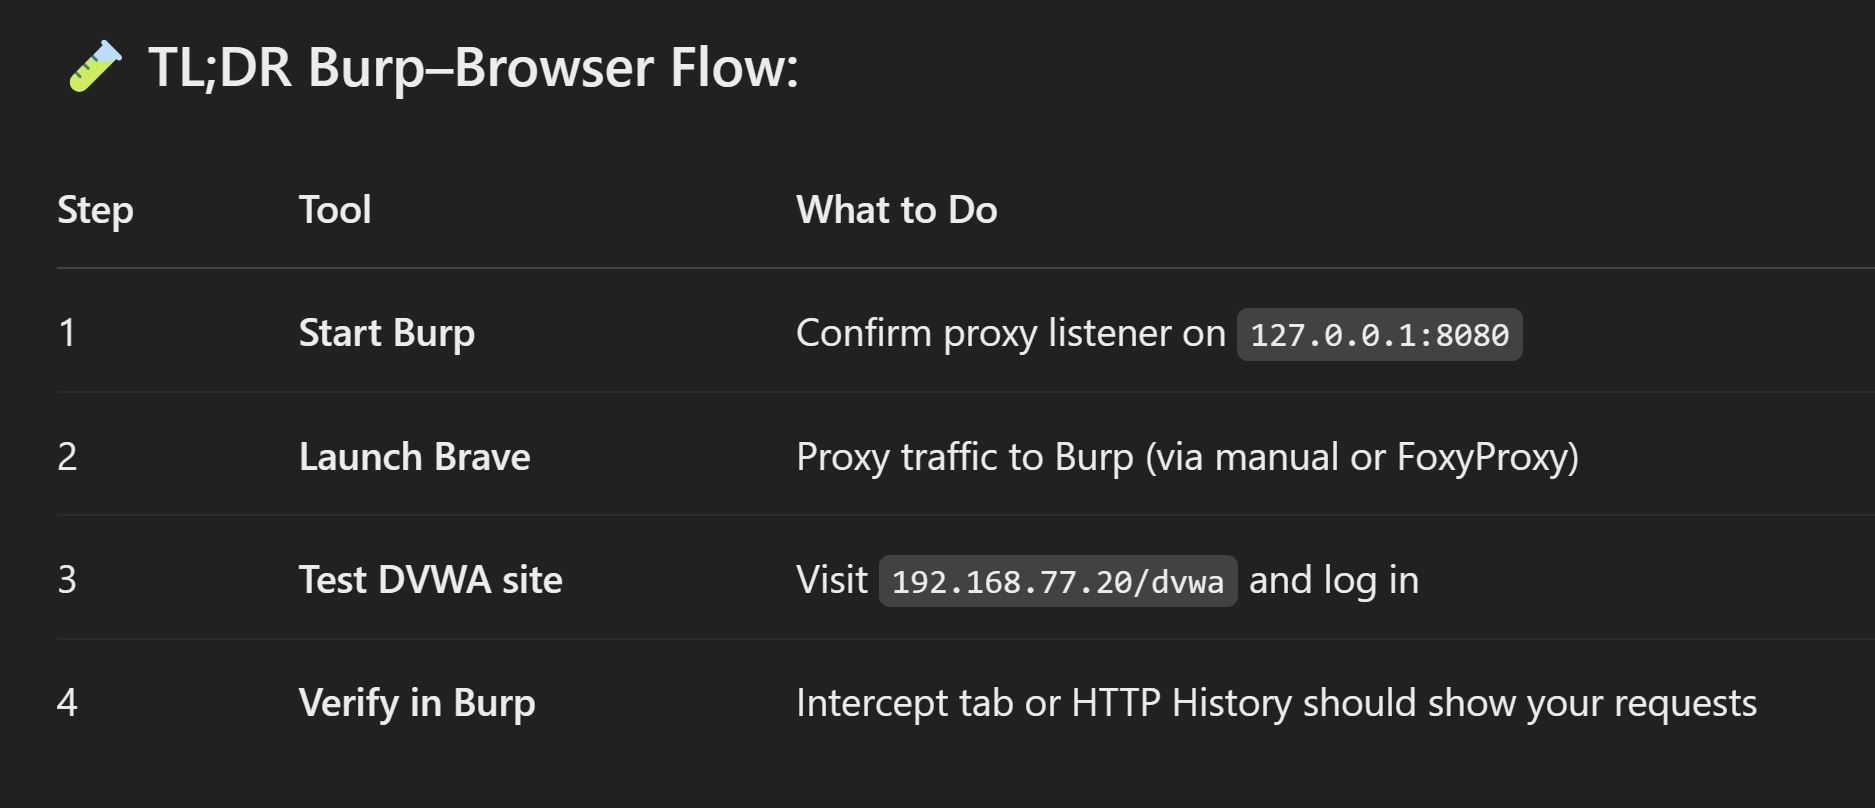 TL;DR Burp–Browser Flow:
Step Tool What to Do
1 Start Burp Confirm proxy listener on 127.0.0.1:8080
2 Launch Brave Proxy traffic to Burp (via manual or FoxyProxy)
3 Test DVWA site Visit 192.168.77.20/dvwa and log in
4 Verify in Burp Intercept tab or HTTP History should show your requests